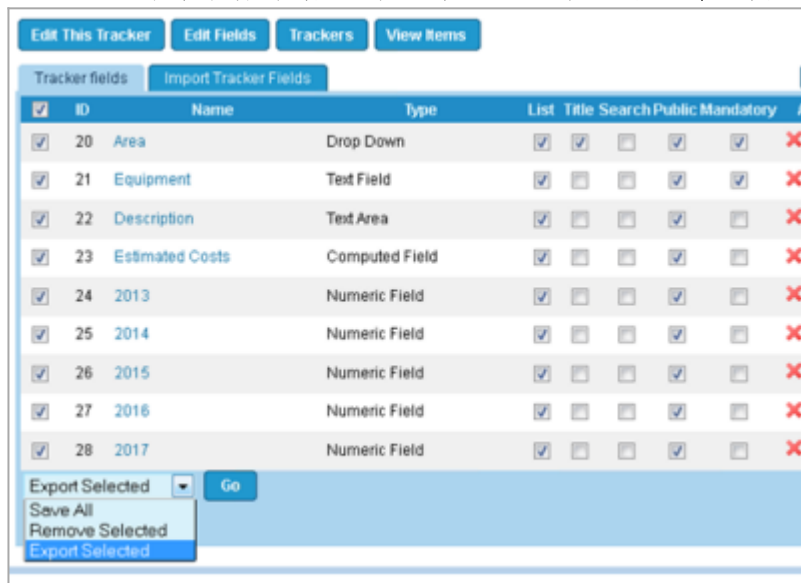 Edit This Tracker Edit Fields Trackers View Items
Tracker fields Import Tracker Fields
ID Name Type List Title Search Public Mandatory
20 Area Drop Down
21 Equipment Text Field
22 Description Text Area
23 Estimated Costs Computed Field
24 2013 Numeric Field
25 2014 Numeric Field
26 2015 Numeric Field
27 2016 Numeric Field
28 2017 Numeric Field
Export Selected Go
Save All
Remove Selected
Export Selected